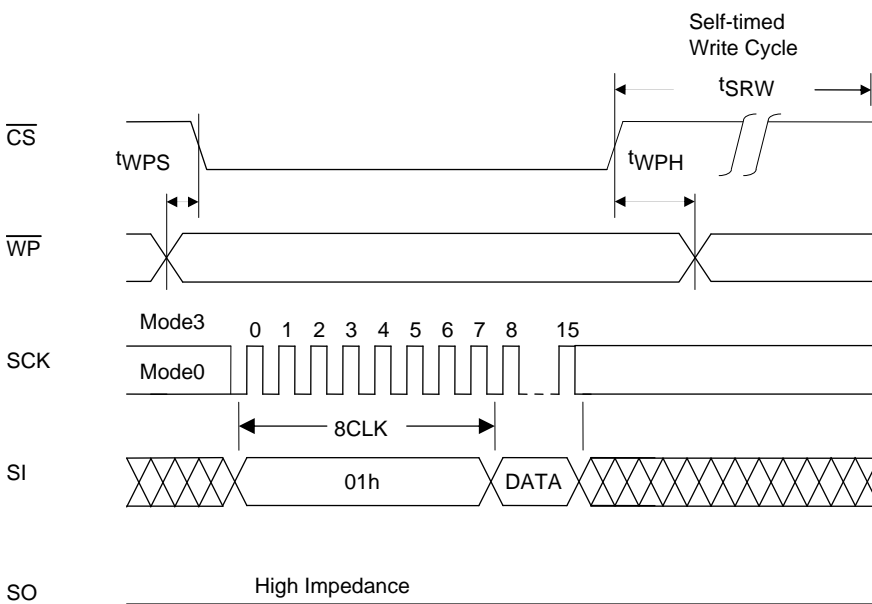 Self-timed
Write Cycle
tSRW
CS
tWPS
tWPH
WP
Mode3
0 1 2 3 4 5 6 7 8 15
SCK
Mode0
8CLK
SI
01h
DATA
High Impedance
SO